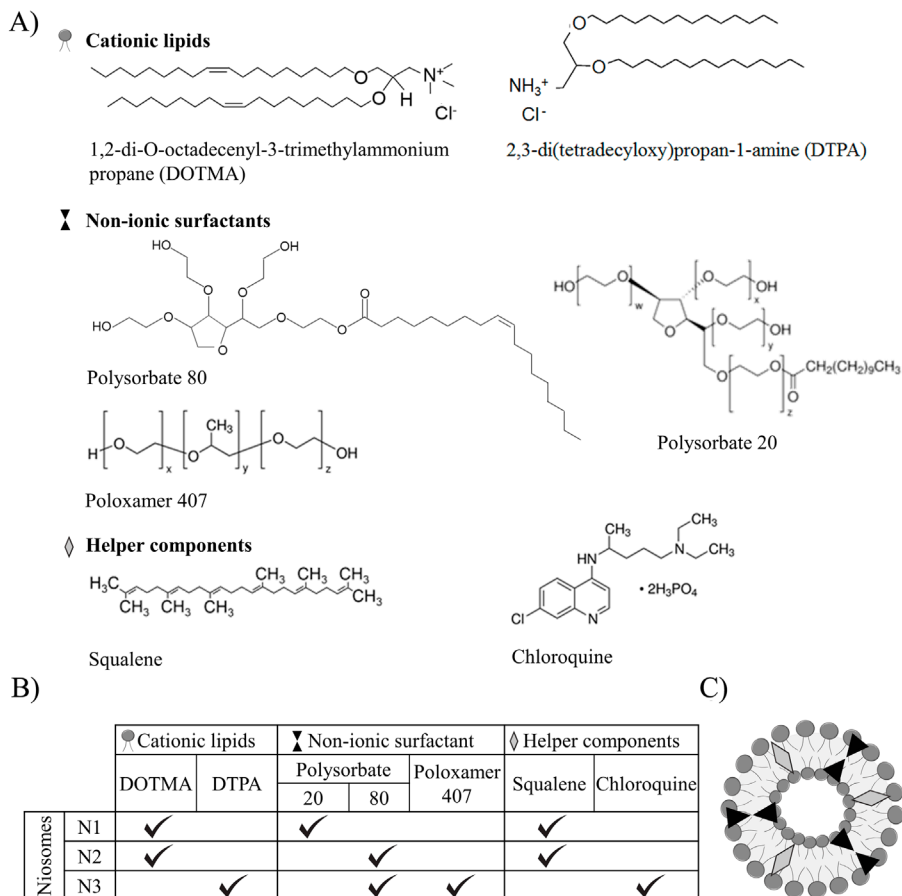 A)
Cationic lipids
O
O
H
N+
Cl-
O
O
NH3+
Cl-
1,2-di-O-octadecenyl-3-trimethylammonium
propane (DOTMA)
2,3-di(tetradecyloxy)propan-1-amine (DTPA)
Non-ionic surfactants
HO
OH
O
O
HO
O
O
O
O
O
Polysorbate 80
HO
O
w
O
OH
x
O
O
OH
y
O
O
O
CH2(CH2)9CH3
O
z
Polysorbate 20
H
O
x
CH3
O
y
O
z
OH
Poloxamer 407
Helper components
H3C
CH3
CH3
CH3
CH3
CH3
CH3
CH3
CH3
Squalene
CH3
HN
N
CH3
CH3
• 2H3PO4
Cl
N
Chloroquine
B)
C)
Cationic lipids Non-ionic surfactant Helper components
DOTMA DTPA Polysorbate Poloxamer Squalene Chloroquine
20 80 407
Niosomes
N1 ✓ ✓ ✓
N2 ✓ ✓ ✓
N3 ✓ ✓ ✓ ✓